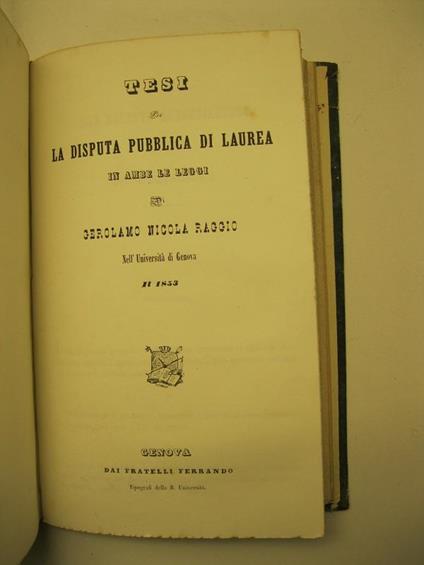 TESI
Per
LA DISPUTA PUBBLICA DI LAUREA
IN AMBE LE LEGGI
DI
GEROLAMO NICOLA RAGGIO
Nell' Università di Genova
Il 1853
GENOVA
DAI FRATELLI FERRANDO
Tipografi della R. Università.